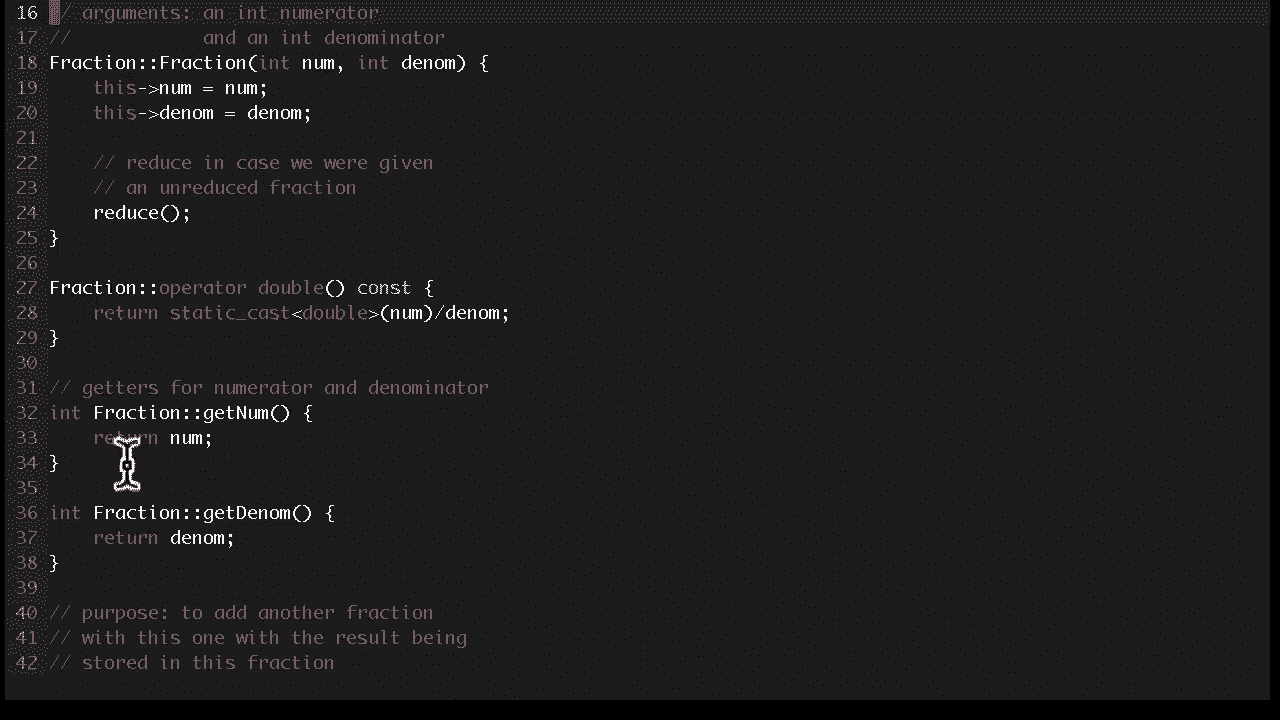 16 // arguments: an int numerator
17 //            and an int denominator
18 Fraction::Fraction(int num, int denom) {
19     this->num = num;
20     this->denom = denom;
21
22     // reduce in case we were given
23     // an unreduced fraction
24     reduce();
25 }
26
27 Fraction::operator double() const {
28     return static_cast<double>(num)/denom;
29 }
30
31 // getters for numerator and denominator
32 int Fraction::getNum() {
33     return num;
34 }
35
36 int Fraction::getDenom() {
37     return denom;
38 }
39
40 // purpose: to add another fraction
41 // with this one with the result being
42 // stored in this fraction